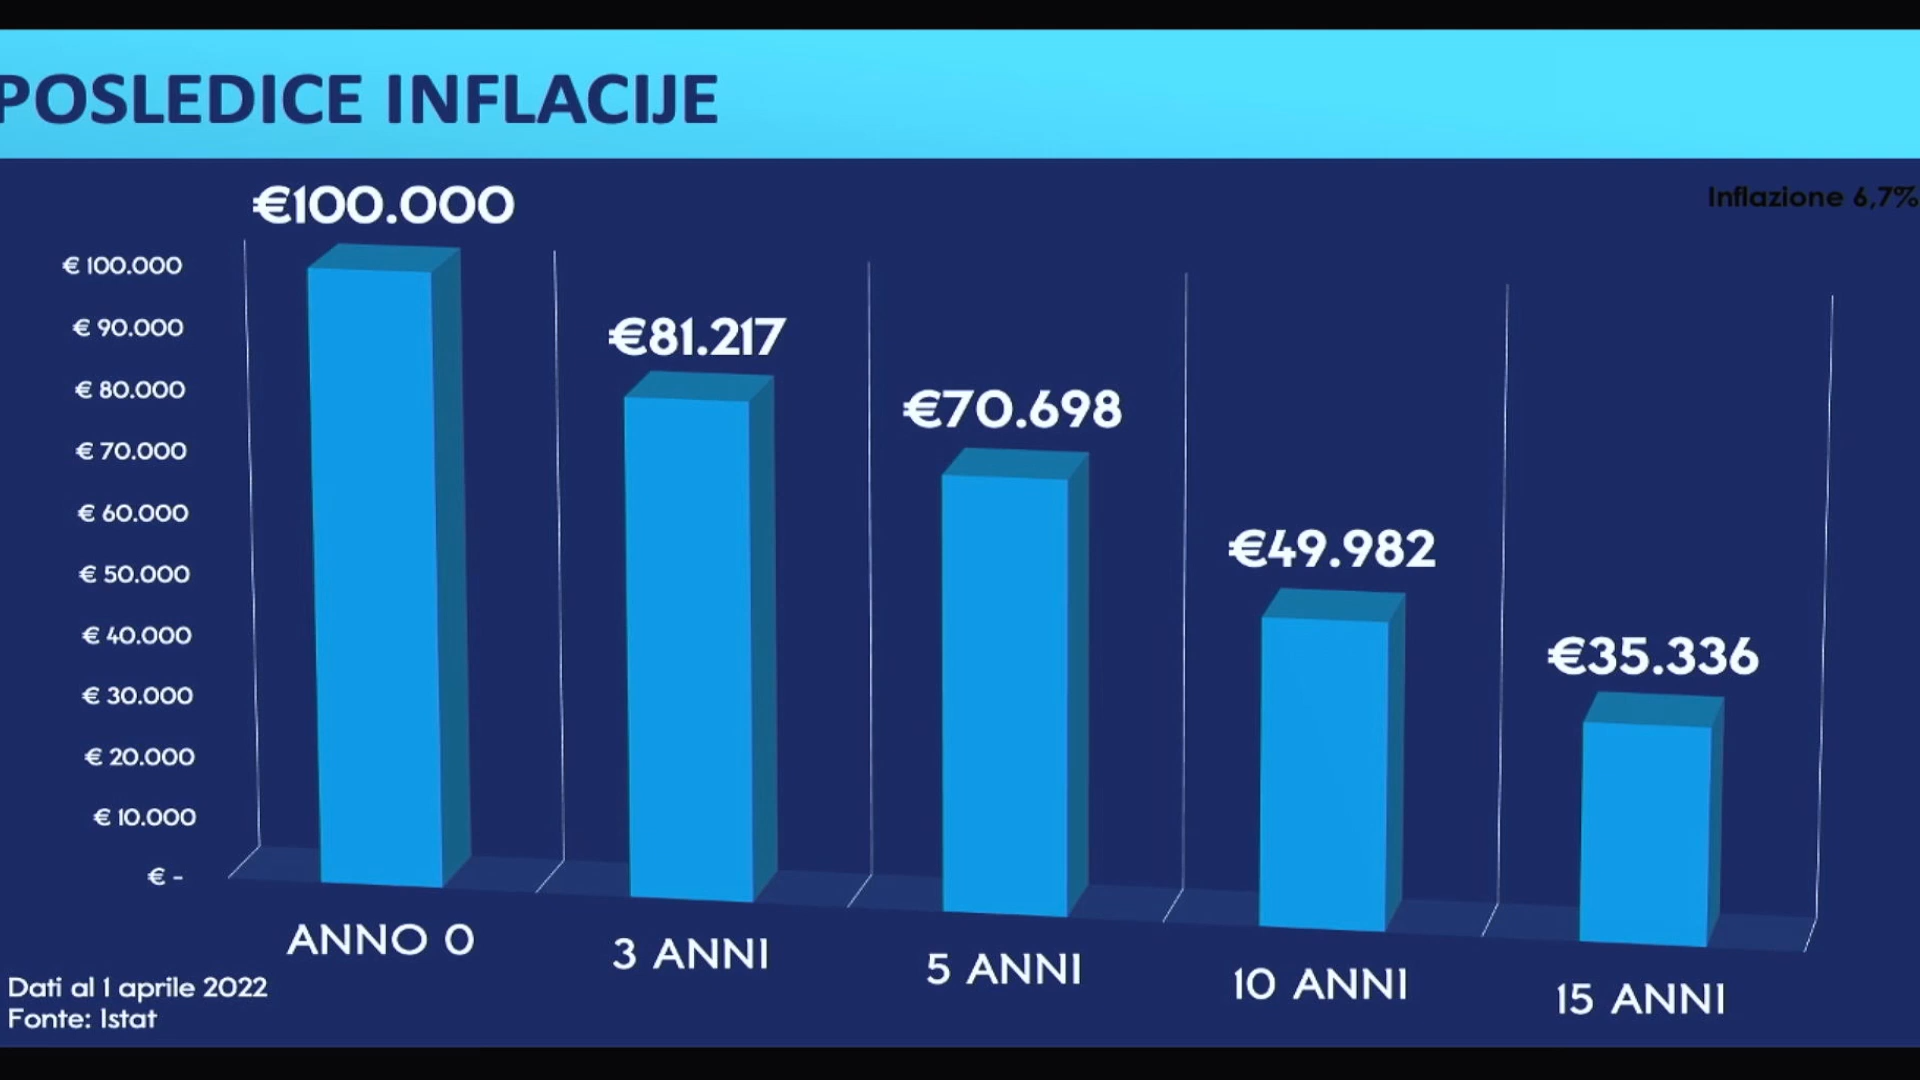 POSLEDICE INFLACIJE
Inflazione 6,7%
€100.000
€81.217
€70.698
€49.982
€35.336
€ 100.000
€ 90.000
€ 80.000
€ 70.000
€ 60.000
€ 50.000
€ 40.000
€ 30.000
€ 20.000
€ 10.000
€ -
ANNO 0
3 ANNI
5 ANNI
10 ANNI
15 ANNI
Dati al 1 aprile 2022
Fonte: Istat